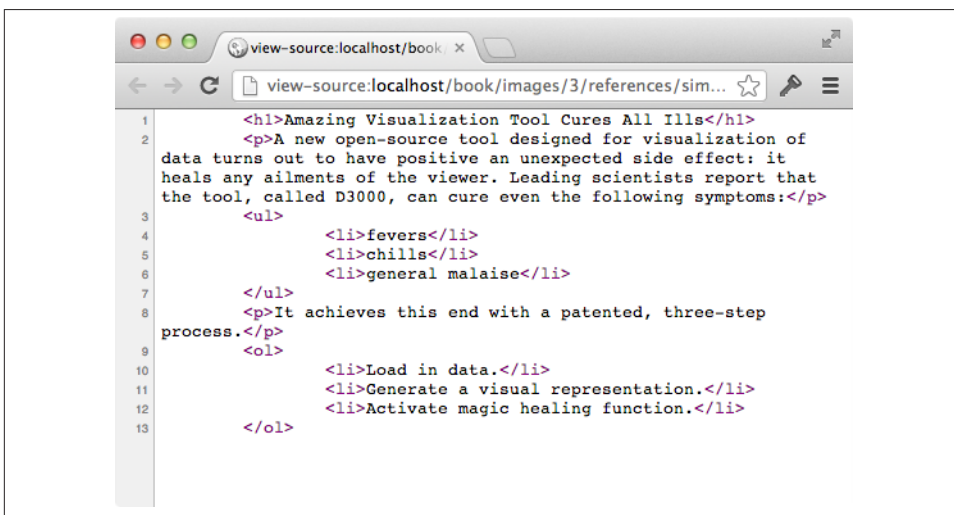 view-source:localhost/book
view-source:localhost/book/images/3/references/sim...
1 <h1>Amazing Visualization Tool Cures All Ills</h1>
2 <p>A new open-source tool designed for visualization of
data turns out to have positive an unexpected side effect: it
heals any ailments of the viewer. Leading scientists report that
the tool, called D3000, can cure even the following symptoms:</p>
3 <ul>
4 <li>fevers</li>
5 <li>chills</li>
6 <li>general malaise</li>
7 </ul>
8 <p>It achieves this end with a patented, three-step
process.</p>
9 <ol>
10 <li>Load in data.</li>
11 <li>Generate a visual representation.</li>
12 <li>Activate magic healing function.</li>
13 </ol>